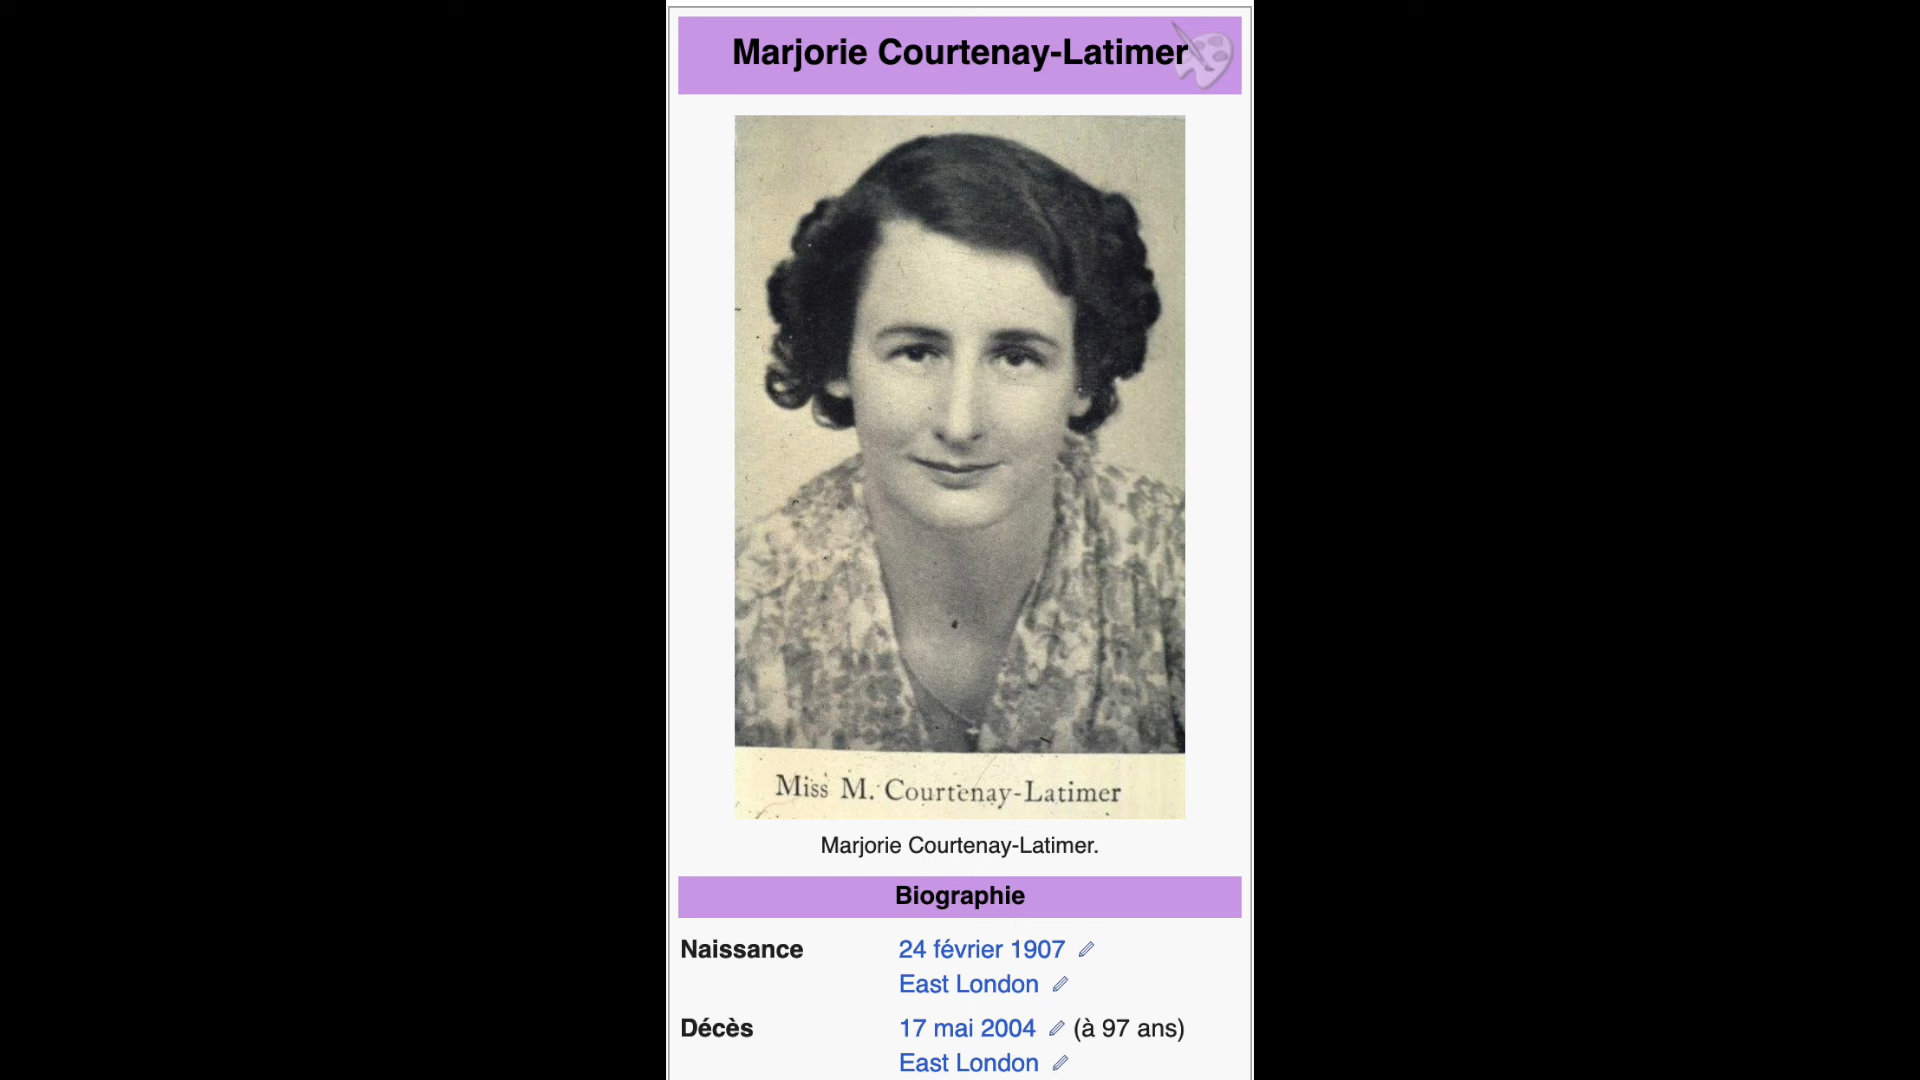 Marjorie Courtenay-Latimer
Miss M. Courtenay-Latimer
Marjorie Courtenay-Latimer.
Biographie
Naissance 24 février 1907
East London
Décès 17 mai 2004 (à 97 ans)
East London